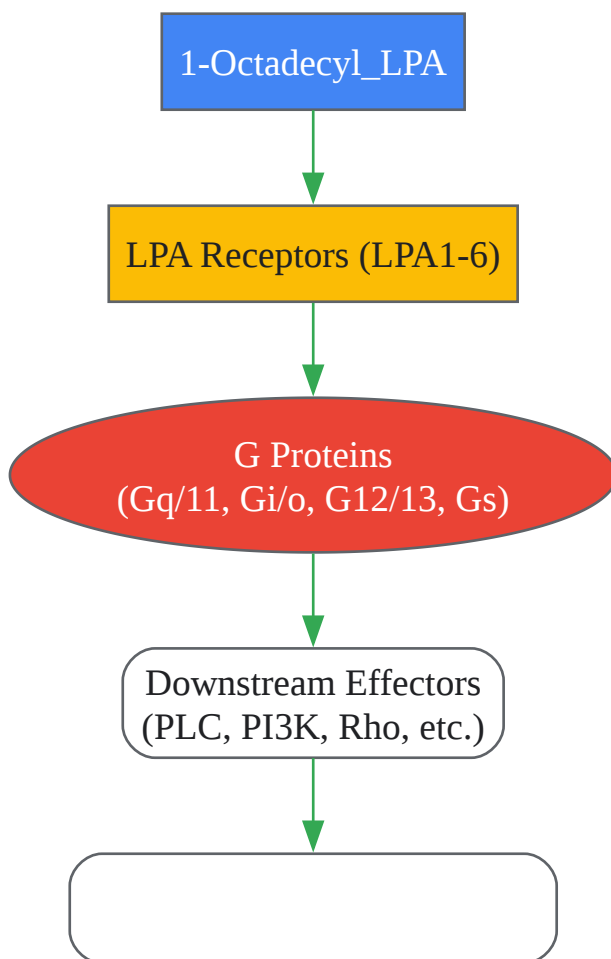 1-Octadecyl_LPA
LPA Receptors (LPA1-6)
G Proteins
(Gq/11, Gi/o, G12/13, Gs)
Downstream Effectors
(PLC, PI3K, Rho, etc.)